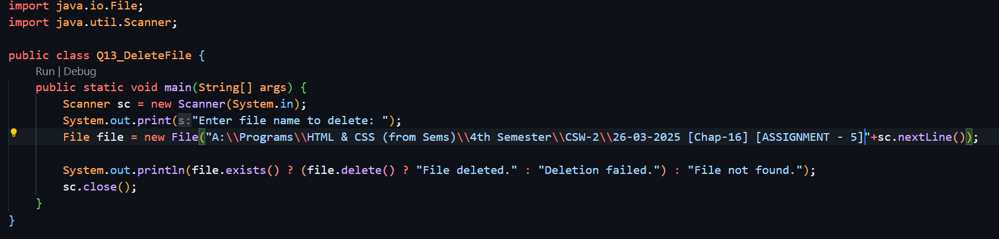 import java.io.File;
import java.util.Scanner;

public class Q13_DeleteFile {
    Run | Debug
    public static void main(String[] args) {
        Scanner sc = new Scanner(System.in);
        System.out.print(s:"Enter file name to delete: ");
        File file = new File("A:\\Programs\\HTML & CSS (from Sems)\\4th Semester\\CSW-2\\26-03-2025 [Chap-16] [ASSIGNMENT - 5]"+sc.nextLine());

        System.out.println(file.exists() ? (file.delete() ? "File deleted." : "Deletion failed.") : "File not found.");
        sc.close();
    }
}